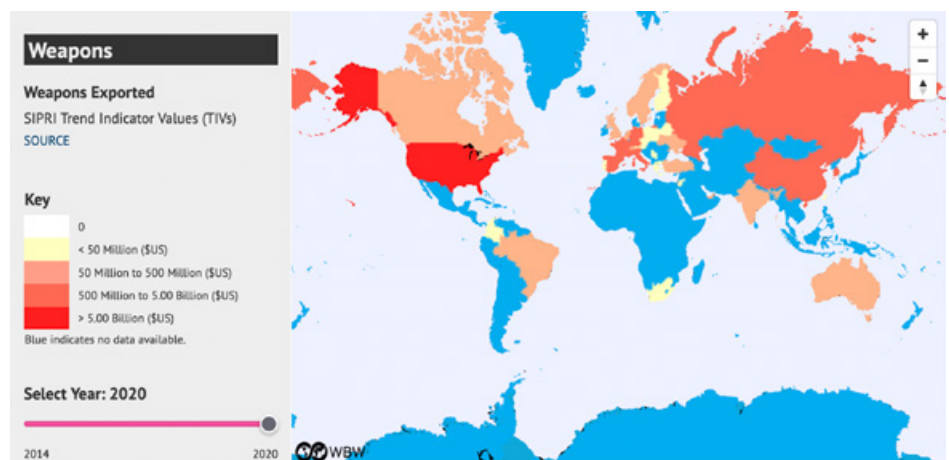 Weapons
Weapons Exported
SIPRI Trend Indicator Values (TIVs)
SOURCE
Key
0
< 50 Million ($US)
50 Million to 500 Million ($US)
500 Million to 5.00 Billion ($US)
> 5.00 Billion ($US)
Blue indicates no data available.
Select Year: 2020
2014 2020
WBW